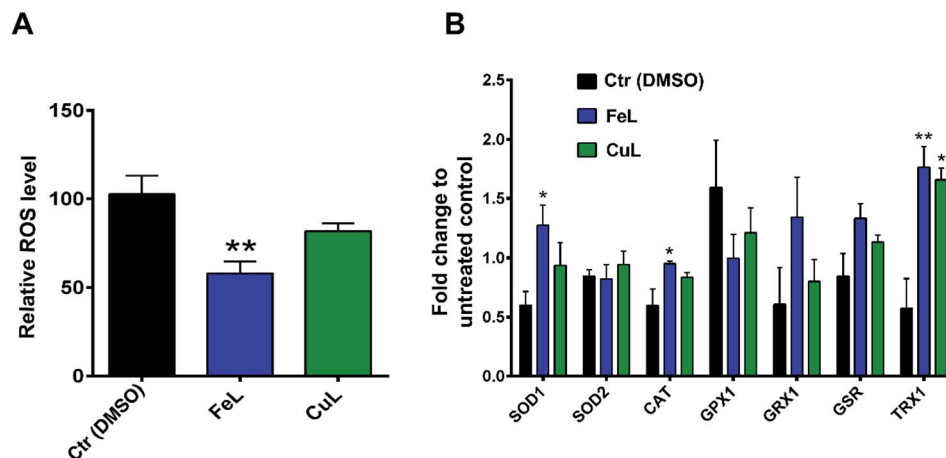 A
Relative ROS level
150
100
50
0
**
Ctr (DMSO)
FeL
CuL
B
Fold change to
untreated control
2.5
2.0
1.5
1.0
0.5
0.0
Ctr (DMSO)
FeL
CuL
*
*
**
*
SOD1
SOD2
CAT
GPX1
GRX1
GSR
TRX1